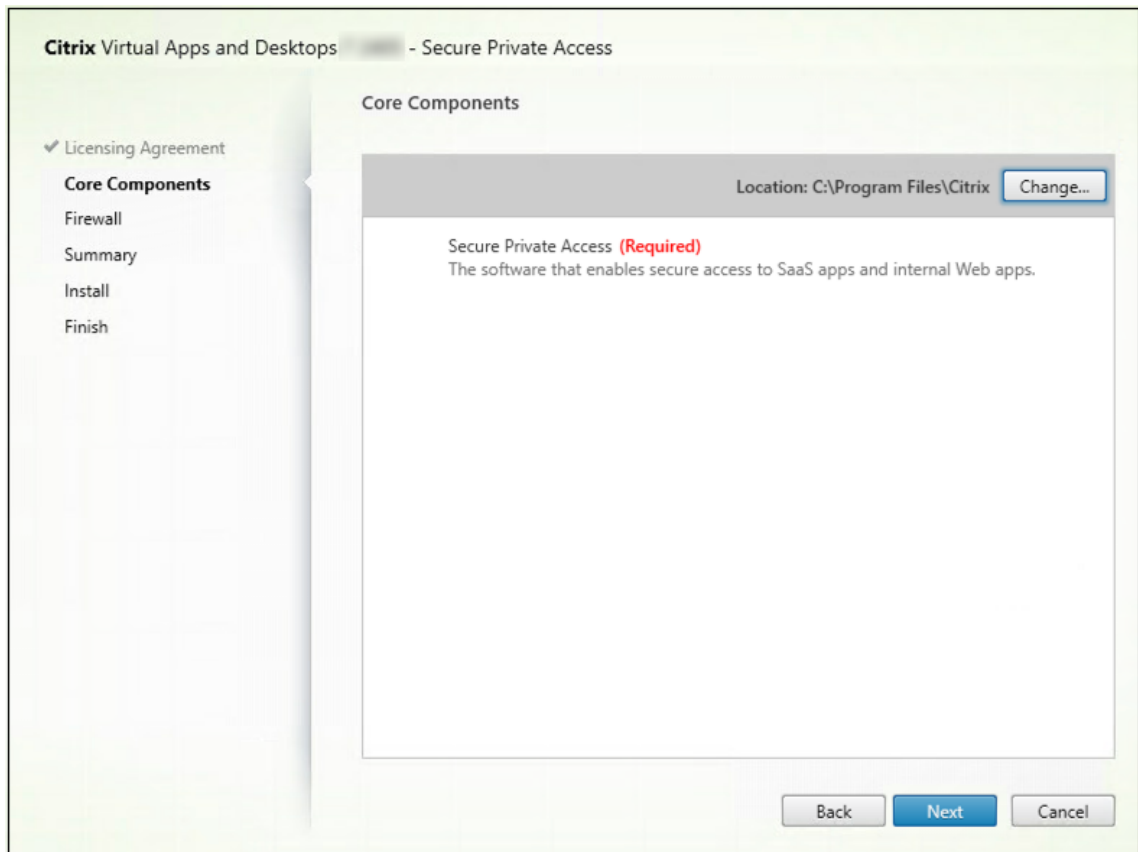 Citrix Virtual Apps and Desktops - Secure Private Access
Core Components
Licensing Agreement
Core Components
Firewall
Summary
Install
Finish
Location: C:\Program Files\Citrix
Change...
Secure Private Access (Required)
The software that enables secure access to SaaS apps and internal Web apps.
Back
Next
Cancel